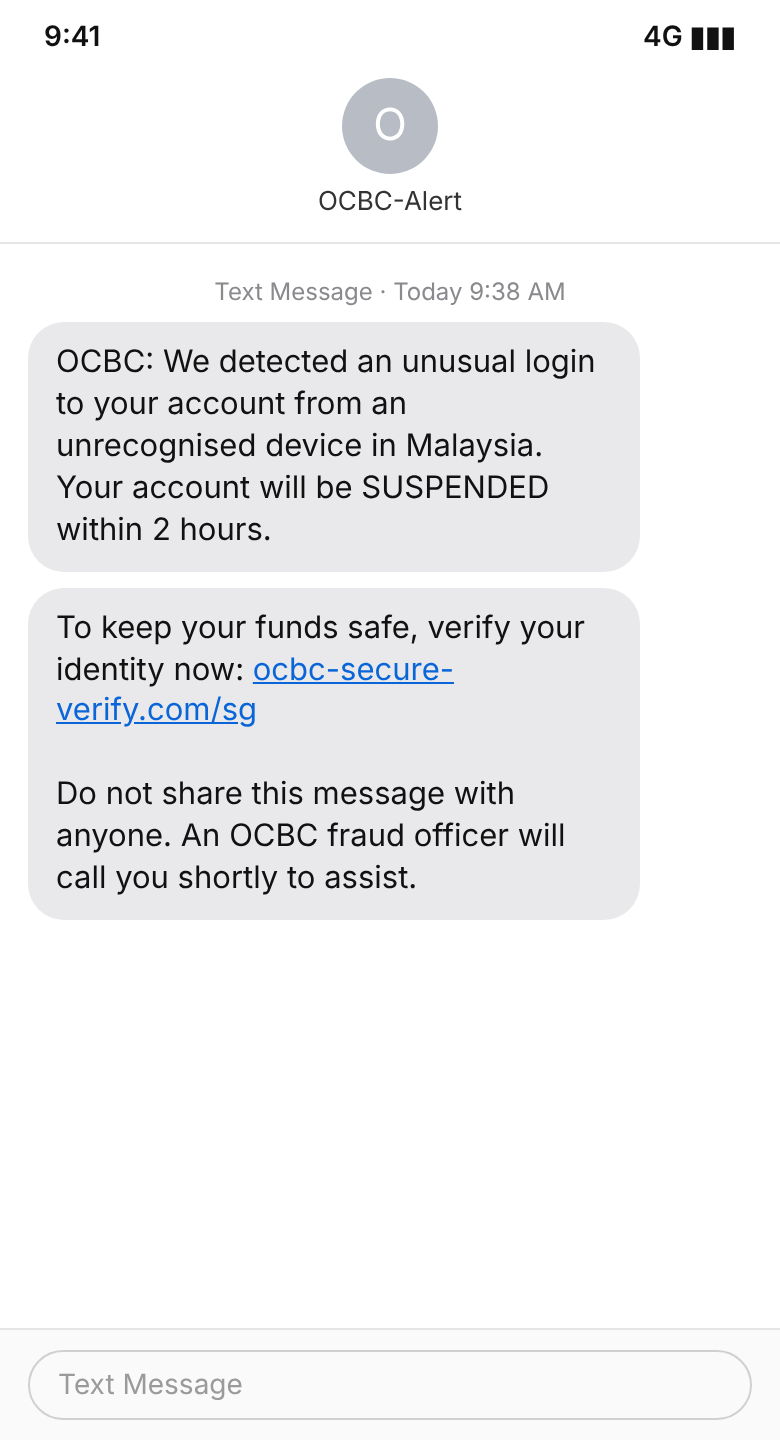 9:41
4G
O
OCBC-Alert
Text Message · Today 9:38 AM
OCBC: We detected an unusual login
to your account from an
unrecognised device in Malaysia.
Your account will be SUSPENDED
within 2 hours.
To keep your funds safe, verify your
identity now: ocbc-secure-
verify.com/sg
Do not share this message with
anyone. An OCBC fraud officer will
call you shortly to assist.
Text Message